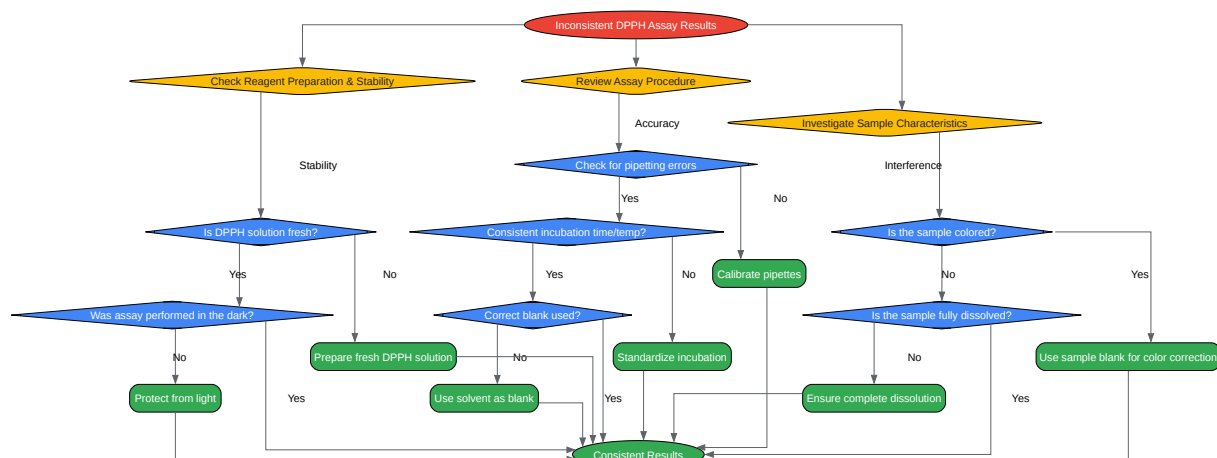 Inconsistent DPPH Assay Results
Check Reagent Preparation & Stability
Review Assay Procedure
Investigate Sample Characteristics
Accuracy
Stability
Check for pipetting errors
Interference
Yes
No
Is DPPH solution fresh?
Consistent incubation time/temp?
Is the sample colored?
Yes
No
Yes
No
Calibrate pipettes
No
Yes
Was assay performed in the dark?
Correct blank used?
Is the sample fully dissolved?
No
Prepare fresh DPPH solution
No
Standardize incubation
No
Use sample blank for color correction
Protect from light
Yes
Use solvent as blank
Yes
Ensure complete dissolution
Yes
Consistent Results